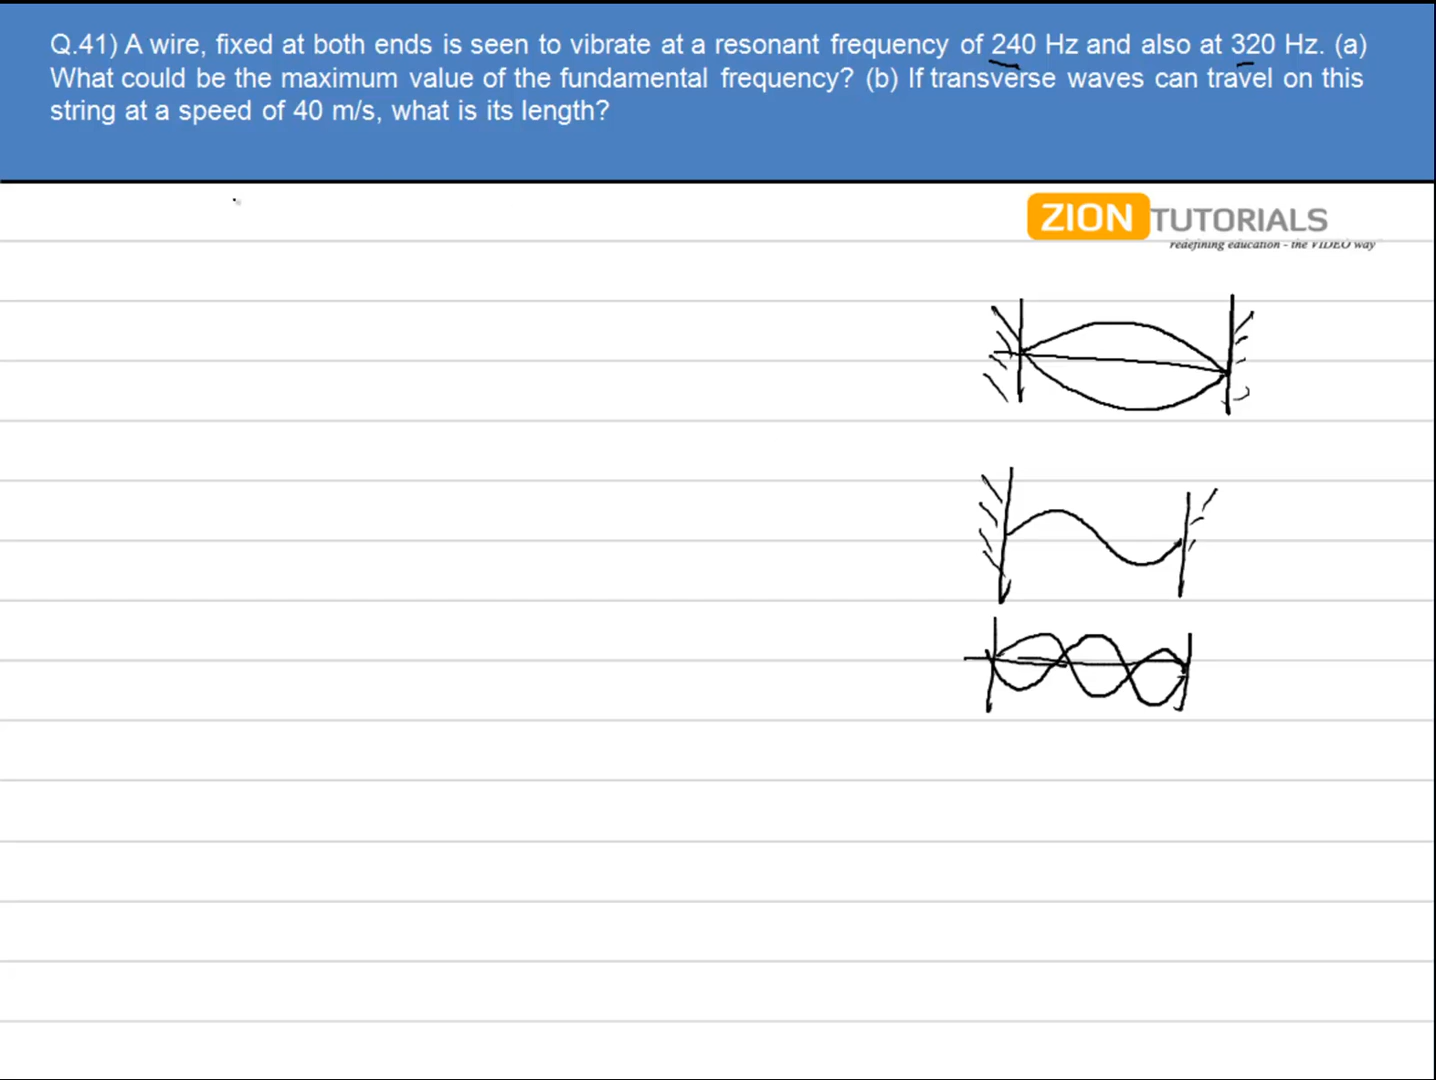 Q.41) A wire, fixed at both ends is seen to vibrate at a resonant frequency of 240 Hz and also at 320 Hz. (a)
What could be the maximum value of the fundamental frequency? (b) If transverse waves can travel on this
string at a speed of 40 m/s, what is its length?
ZION TUTORIALS
redefining education - the VIDEO way